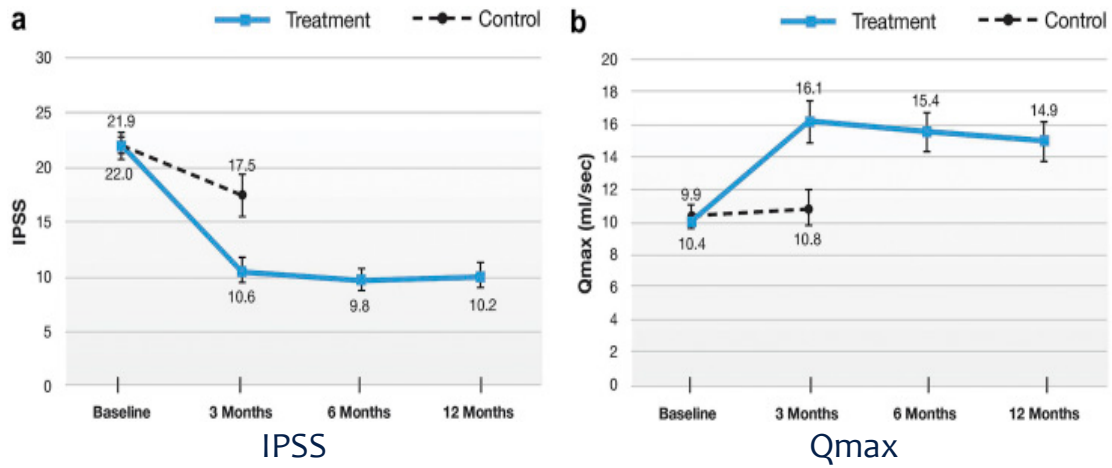 a
Treatment
Control
30
25
20
15
10
5
0
IPSS
21.9
22.0
17.5
10.6
9.8
10.2
Baseline
3 Months
6 Months
12 Months
IPSS
b
Treatment
Control
20
18
16
14
12
10
8
6
4
2
0
Qmax (ml/sec)
9.9
10.4
16.1
10.8
15.4
14.9
Baseline
3 Months
6 Months
12 Months
Qmax